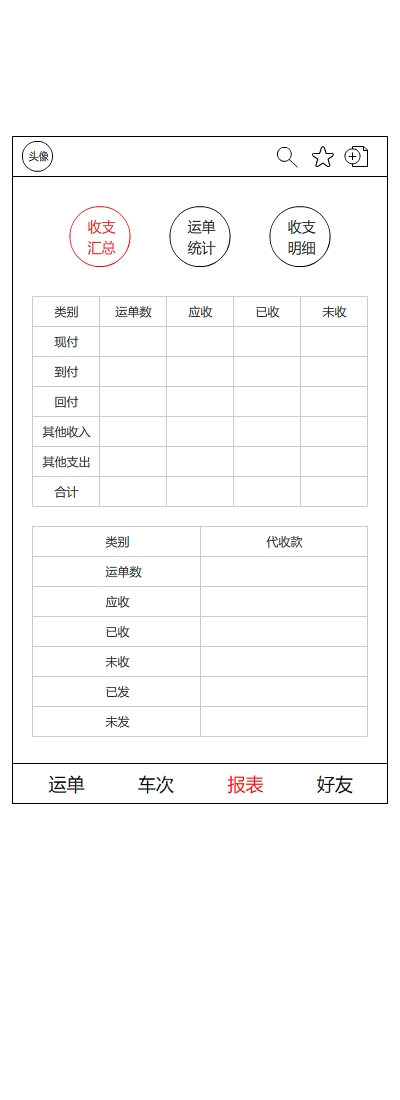 头像
收支 运单 收支
汇总 统计 明细
类别 运单数 应收 已收 未收
现付
到付
回付
其他收入
其他支出
合计
类别 代收款
运单数
应收
已收
未收
已发
未发
运单 车次 报表 好友